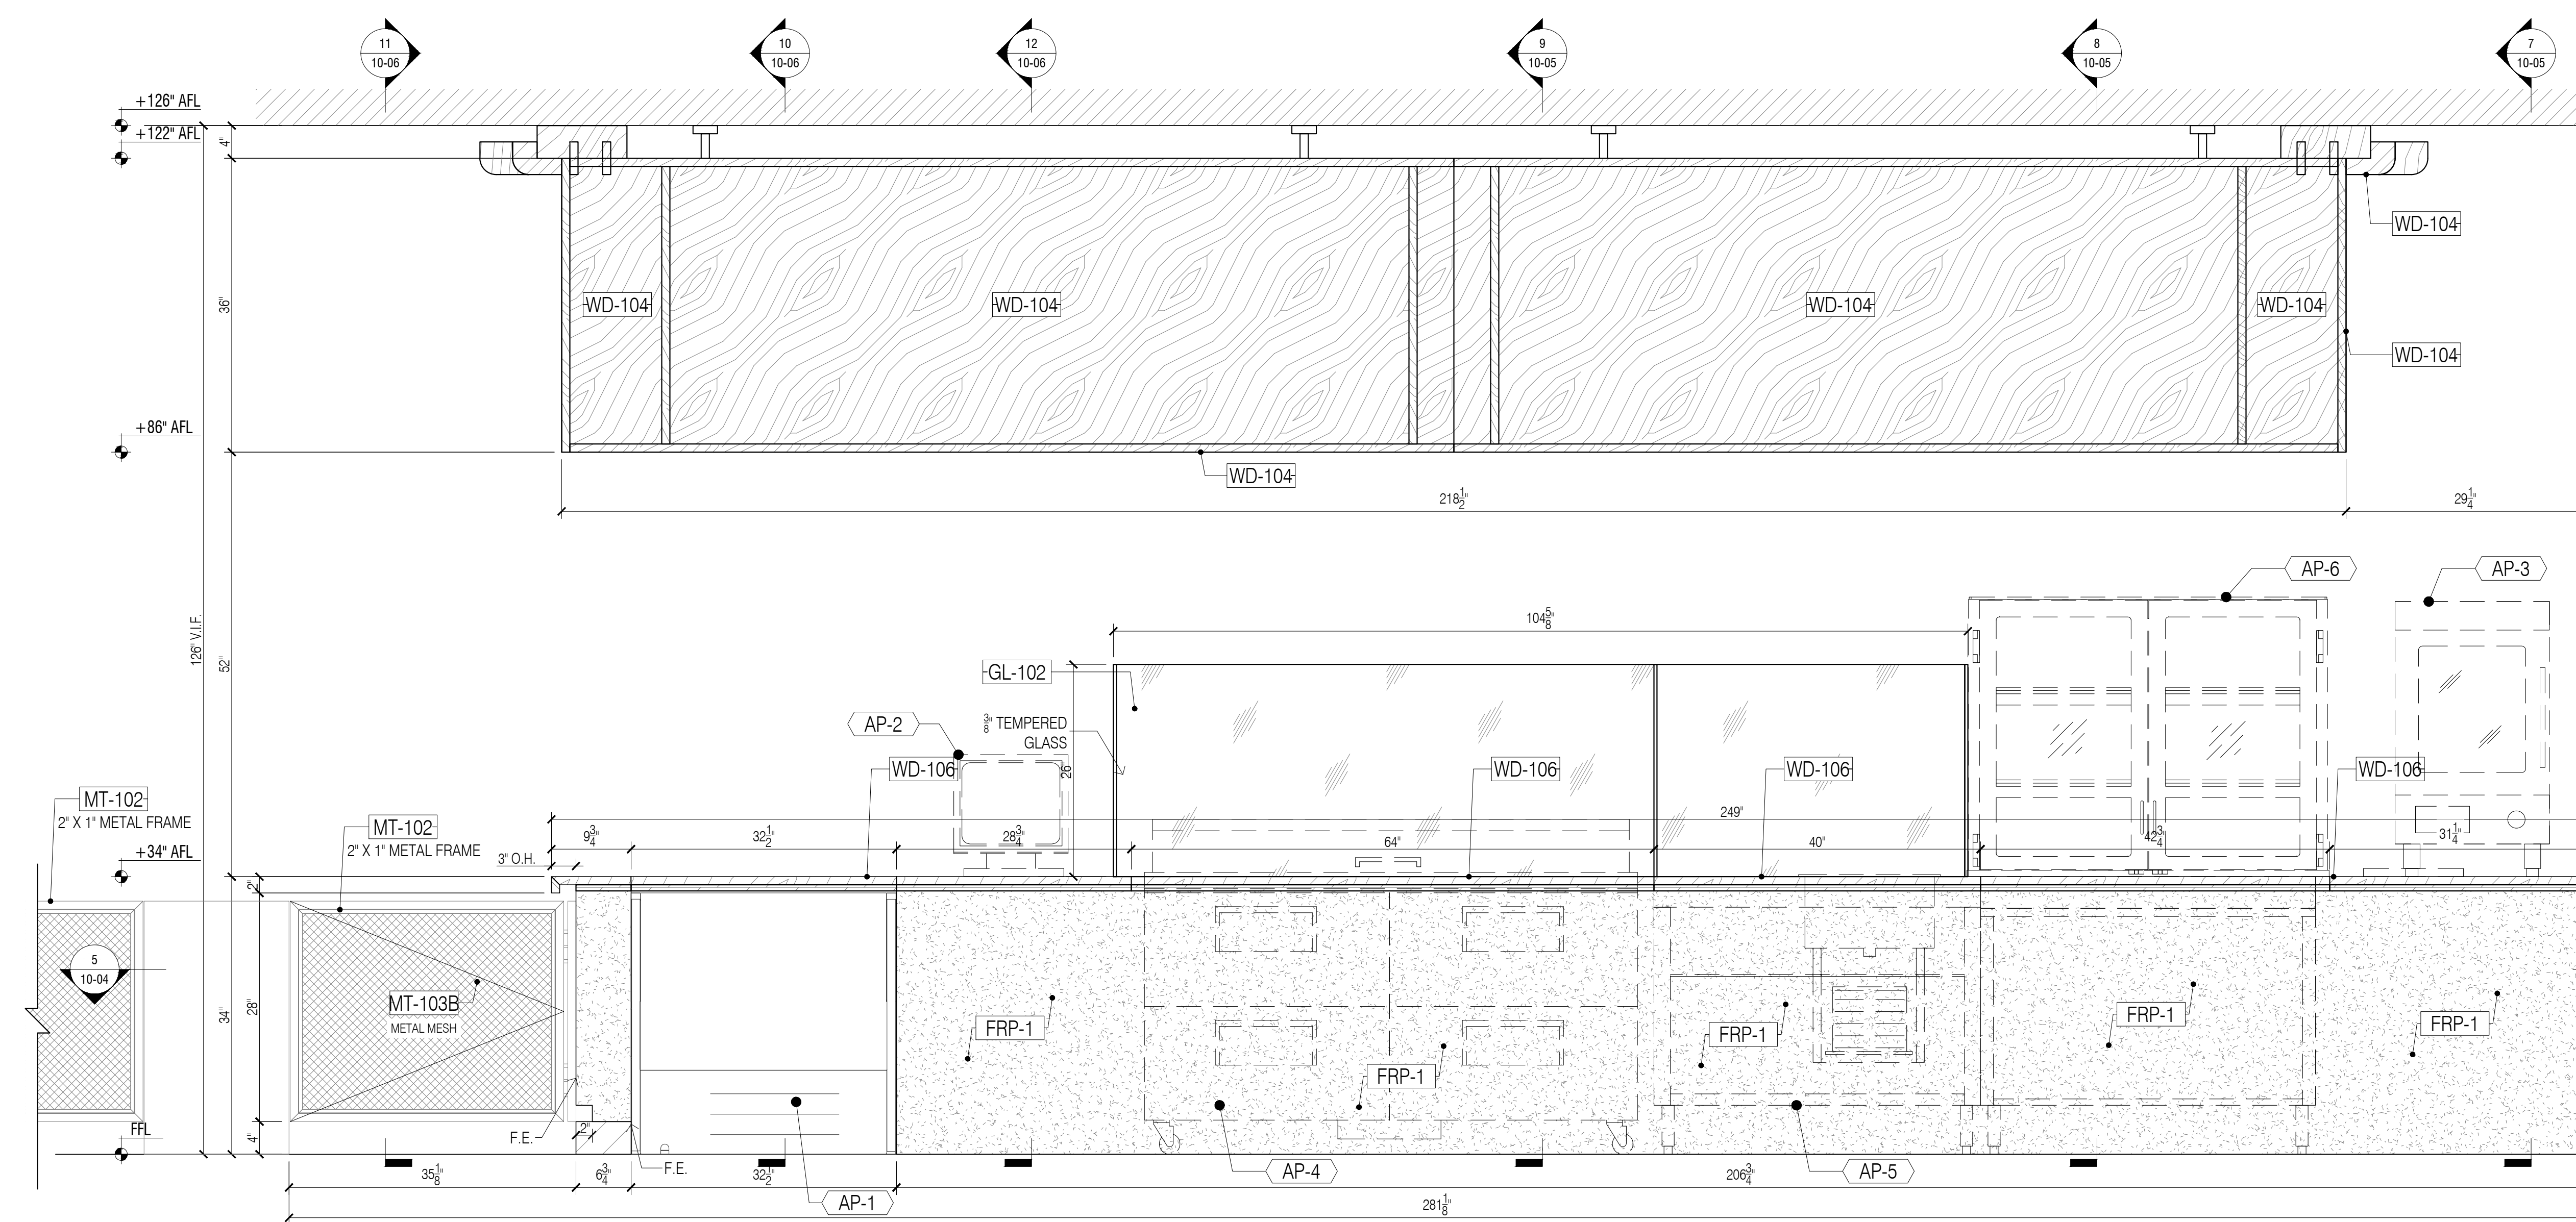 11
10-06
10
10-06
12
10-06
9
10-05
8
10-05
7
10-05
+126" AFL
+122" AFL
4"
WD-104
36"
WD-104
WD-104
WD-104
WD-104
WD-104
+86" AFL
WD-104
218 1/2"
29 1/4"
AP-6
AP-3
104 5/8"
126" V.I.F.
52"
GL-102
AP-2
3/8" TEMPERED
GLASS
26"
WD-106
WD-106
WD-106
WD-106
MT-102
2" X 1" METAL FRAME
MT-102
2" X 1" METAL FRAME
249"
9 3/4"
32 1/2"
28 3/4"
64"
40"
42 3/4"
31 1/4"
+34" AFL
3" O.H.
2"
5
10-04
MT-103B
METAL MESH
34"
28"
FRP-1
FRP-1
FRP-1
FRP-1
FRP-1
FFL
4"
F.E.
2"
F.E.
35 1/8"
6 3/4"
32 1/2"
AP-4
206 3/4"
AP-5
AP-1
281 1/8"